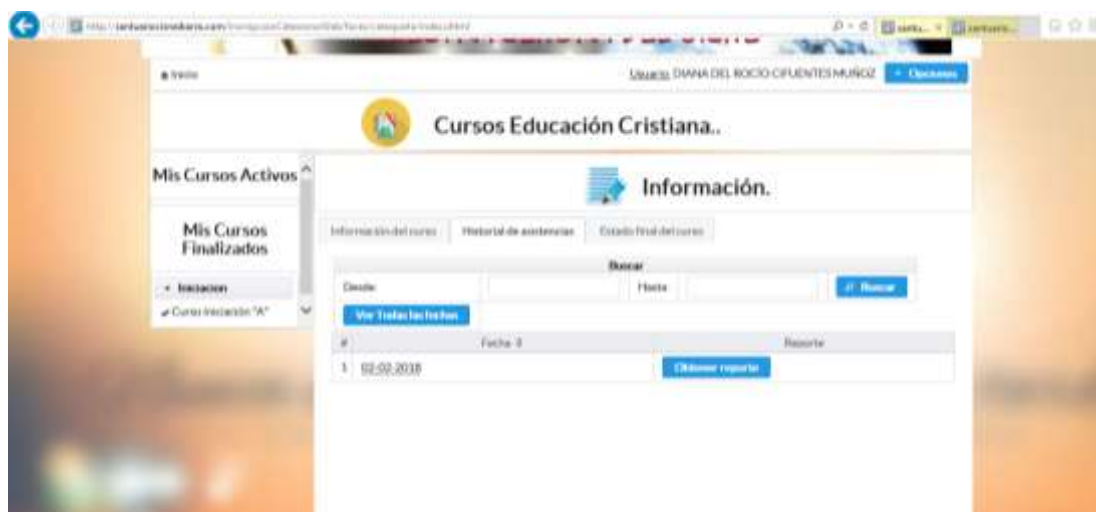 Inicio
Usuario: DIANA DEL ROCÍO CIFUENTES MUÑOZ
Opciones
Cursos Educación Cristiana..
Mis Cursos Activos
Mis Cursos
Finalizados
Iniciacion
Curso Iniciación "A"
Información.
Información del curso Historial de asistencias Estado final del curso
Buscar
Desde Hasta Buscar
Ver Todas las fechas
# Fecha Reporte
1 02-02-2018 Obtener reporte